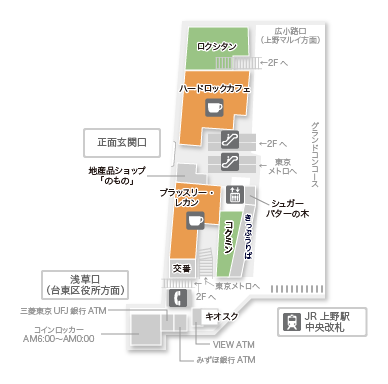 広小路口
(上野マルイ方面)
ロクシタン
←2Fへ
ハードロックカフェ
グランドコンコース
正面玄関口
←2Fへ
地産品ショップ
「のもの」
東京
メトロへ
ブラッスリー・
レカン
シュガー
バターの木
きっぷうりば
コクミン
交番
浅草口
(台東区役所方面)
東京メトロへ
2Fへ
三菱東京UFJ銀行ATM
キオスク
JR 上野駅
中央改札
コインロッカー
AM6:00〜AM0:00
VIEW ATM
みずほ銀行ATM